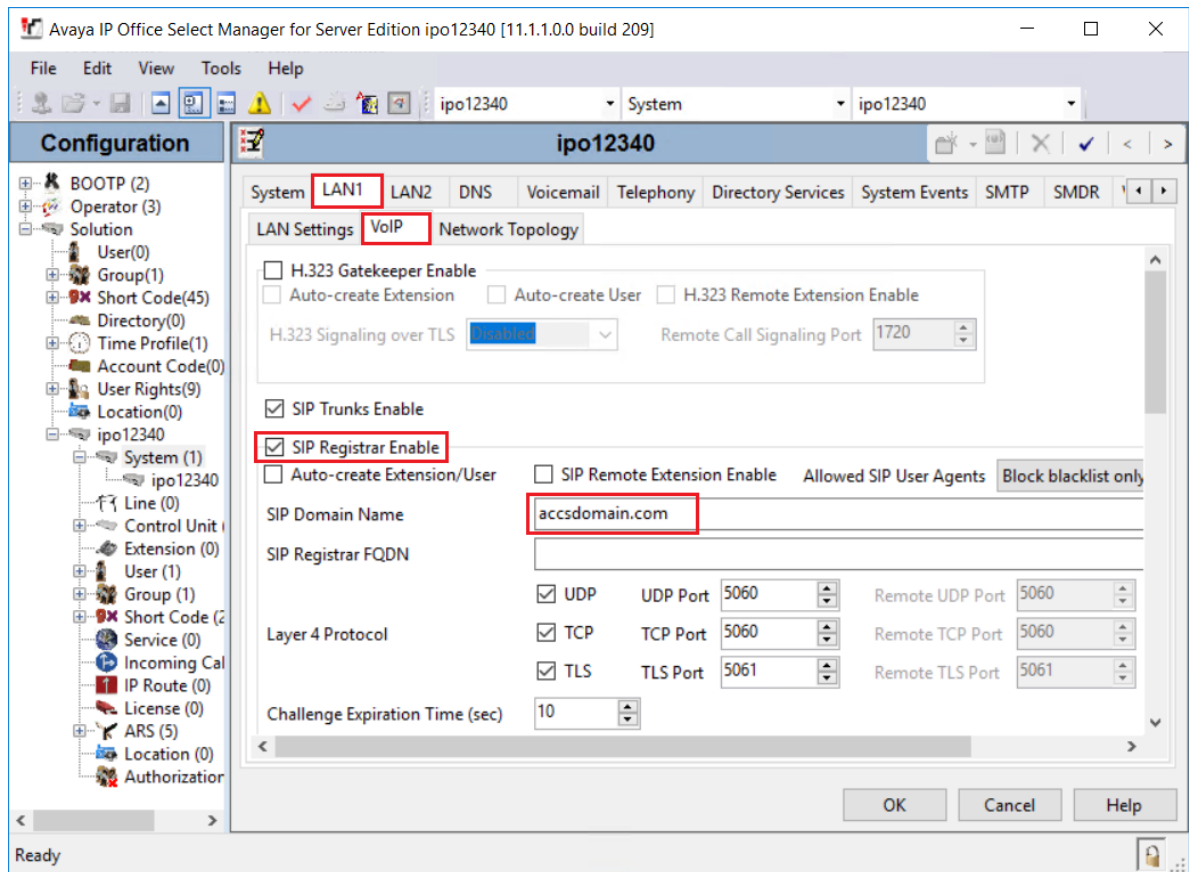 Avaya IP Office Select Manager for Server Edition ipo12340 [11.1.1.0.0 build 209]
File Edit View Tools Help
ipo12340 System ipo12340
Configuration
BOOTP (2)
Operator (3)
Solution
User(0)
Group(1)
Short Code(45)
Directory(0)
Time Profile(1)
Account Code(0)
User Rights(9)
Location(0)
ipo12340
System (1)
ipo12340
Line (0)
Control Unit
Extension (0)
User (1)
Group (1)
Short Code (2
Service (0)
Incoming Cal
IP Route (0)
License (0)
ARS (5)
Location (0)
Authorization
ipo12340
System LAN1 LAN2 DNS Voicemail Telephony Directory Services System Events SMTP SMDR
LAN Settings VoIP Network Topology
H.323 Gatekeeper Enable
Auto-create Extension Auto-create User H.323 Remote Extension Enable
H.323 Signaling over TLS Disabled Remote Call Signaling Port 1720
SIP Trunks Enable
SIP Registrar Enable
Auto-create Extension/User SIP Remote Extension Enable Allowed SIP User Agents Block blacklist only
SIP Domain Name accsdomain.com
SIP Registrar FQDN
UDP UDP Port 5060 Remote UDP Port 5060
Layer 4 Protocol TCP TCP Port 5060 Remote TCP Port 5060
TLS TLS Port 5061 Remote TLS Port 5061
Challenge Expiration Time (sec) 10
OK Cancel Help
Ready